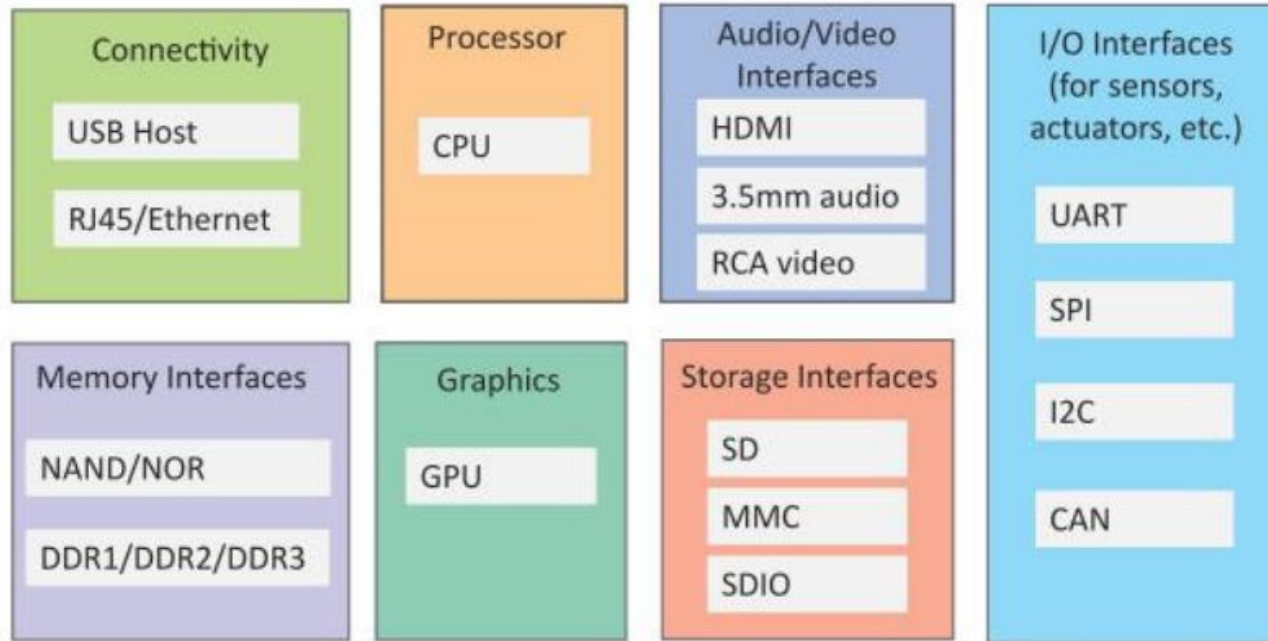 Connectivity
USB Host
RJ45/Ethernet
Processor
CPU
Audio/Video
Interfaces
HDMI
3.5mm audio
RCA video
I/O Interfaces
(for sensors,
actuators, etc.)
UART
SPI
I2C
CAN
Memory Interfaces
NAND/NOR
DDR1/DDR2/DDR3
Graphics
GPU
Storage Interfaces
SD
MMC
SDIO